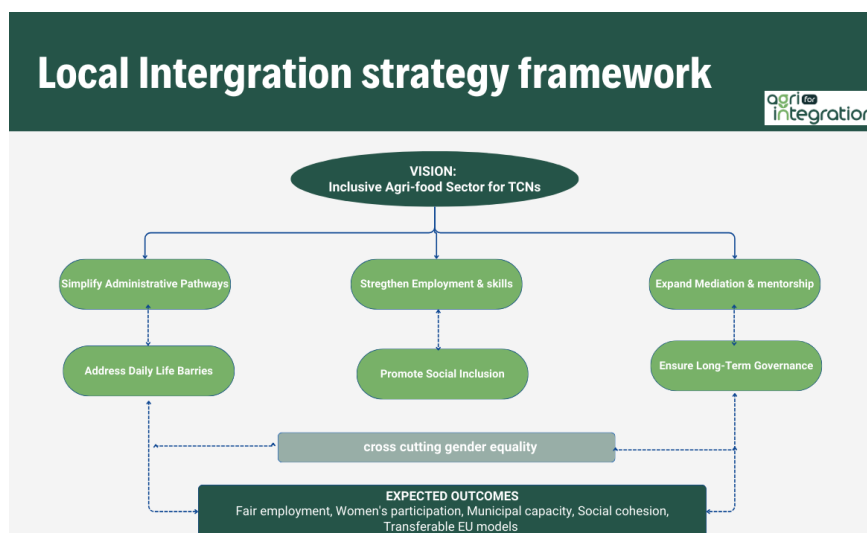 Local Intergration strategy framework
agri for
integration
VISION:
Inclusive Agri-food Sector for TCNs
Simplify Administrative Pathways
Stregthen Employment & skills
Expand Mediation & mentorship
Address Daily Life Barries
Promote Social Inclusion
Ensure Long-Term Governance
cross cutting gender equality
EXPECTED OUTCOMES
Fair employment, Women's participation, Municipal capacity, Social cohesion,
Transferable EU models